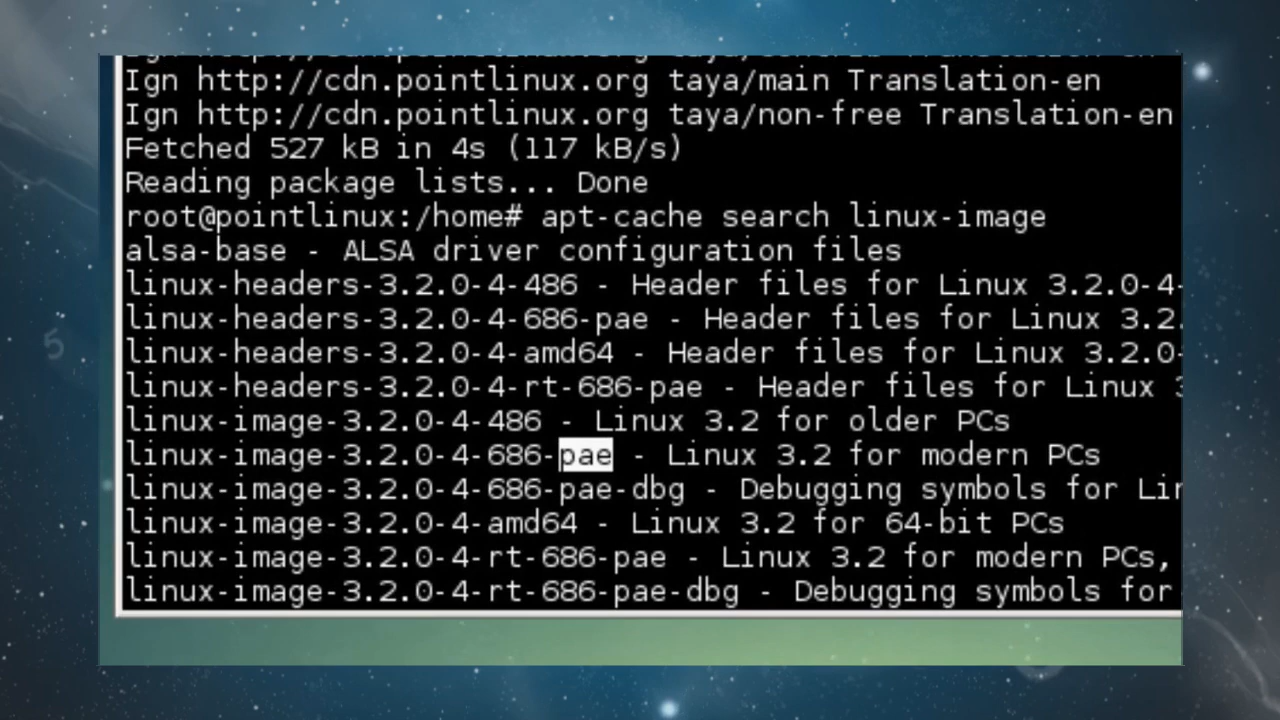 Ign http://cdn.pointlinux.org taya/main Translation-en
Ign http://cdn.pointlinux.org taya/non-free Translation-en
Fetched 527 kB in 4s (117 kB/s)
Reading package lists... Done
root@pointlinux:/home# apt-cache search linux-image
alsa-base - ALSA driver configuration files
linux-headers-3.2.0-4-486 - Header files for Linux 3.2.0-4-
linux-headers-3.2.0-4-686-pae - Header files for Linux 3.2.
linux-headers-3.2.0-4-amd64 - Header files for Linux 3.2.0-
linux-headers-3.2.0-4-rt-686-pae - Header files for Linux 3
linux-image-3.2.0-4-486 - Linux 3.2 for older PCs
linux-image-3.2.0-4-686-pae - Linux 3.2 for modern PCs
linux-image-3.2.0-4-686-pae-dbg - Debugging symbols for Lin
linux-image-3.2.0-4-amd64 - Linux 3.2 for 64-bit PCs
linux-image-3.2.0-4-rt-686-pae - Linux 3.2 for modern PCs,
linux-image-3.2.0-4-rt-686-pae-dbg - Debugging symbols for
5